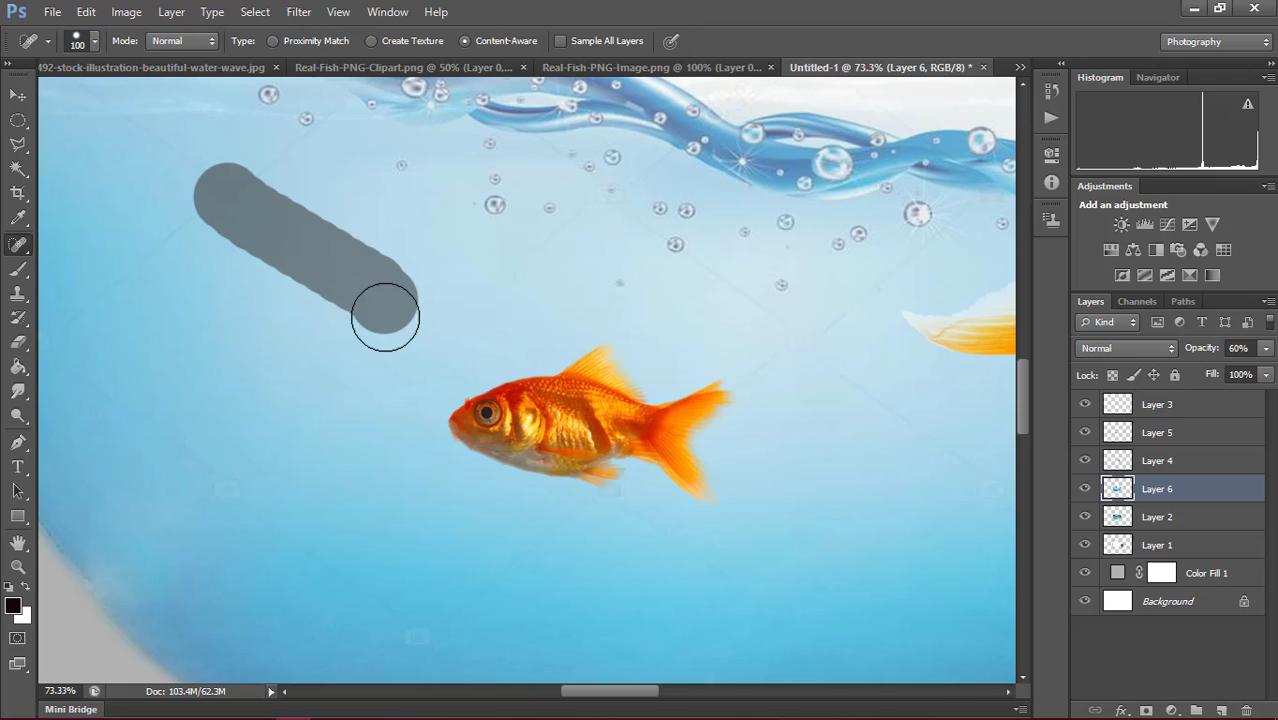 Ps File Edit Image Layer Type Select Filter View Window Help
100 Mode: Normal Type: Proximity Match Create Texture Content-Aware Sample All Layers Photography
492-stock-illustration-beautiful-water-wave.jpg Real-Fish-PNG-Clipart.png @ 50% (Layer 0,... Real-Fish-PNG-Image.png @ 100% (Layer 0... Untitled-1 @ 73.3% (Layer 6, RGB/8) *
Histogram Navigator
Adjustments
Add an adjustment
Layers Channels Paths
Kind
Normal Opacity: 60%
Lock: Fill: 100%
Layer 3
Layer 5
Layer 4
Layer 6
Layer 2
Layer 1
Color Fill 1
Background
73.33% Doc: 103.4M/62.3M
Mini Bridge